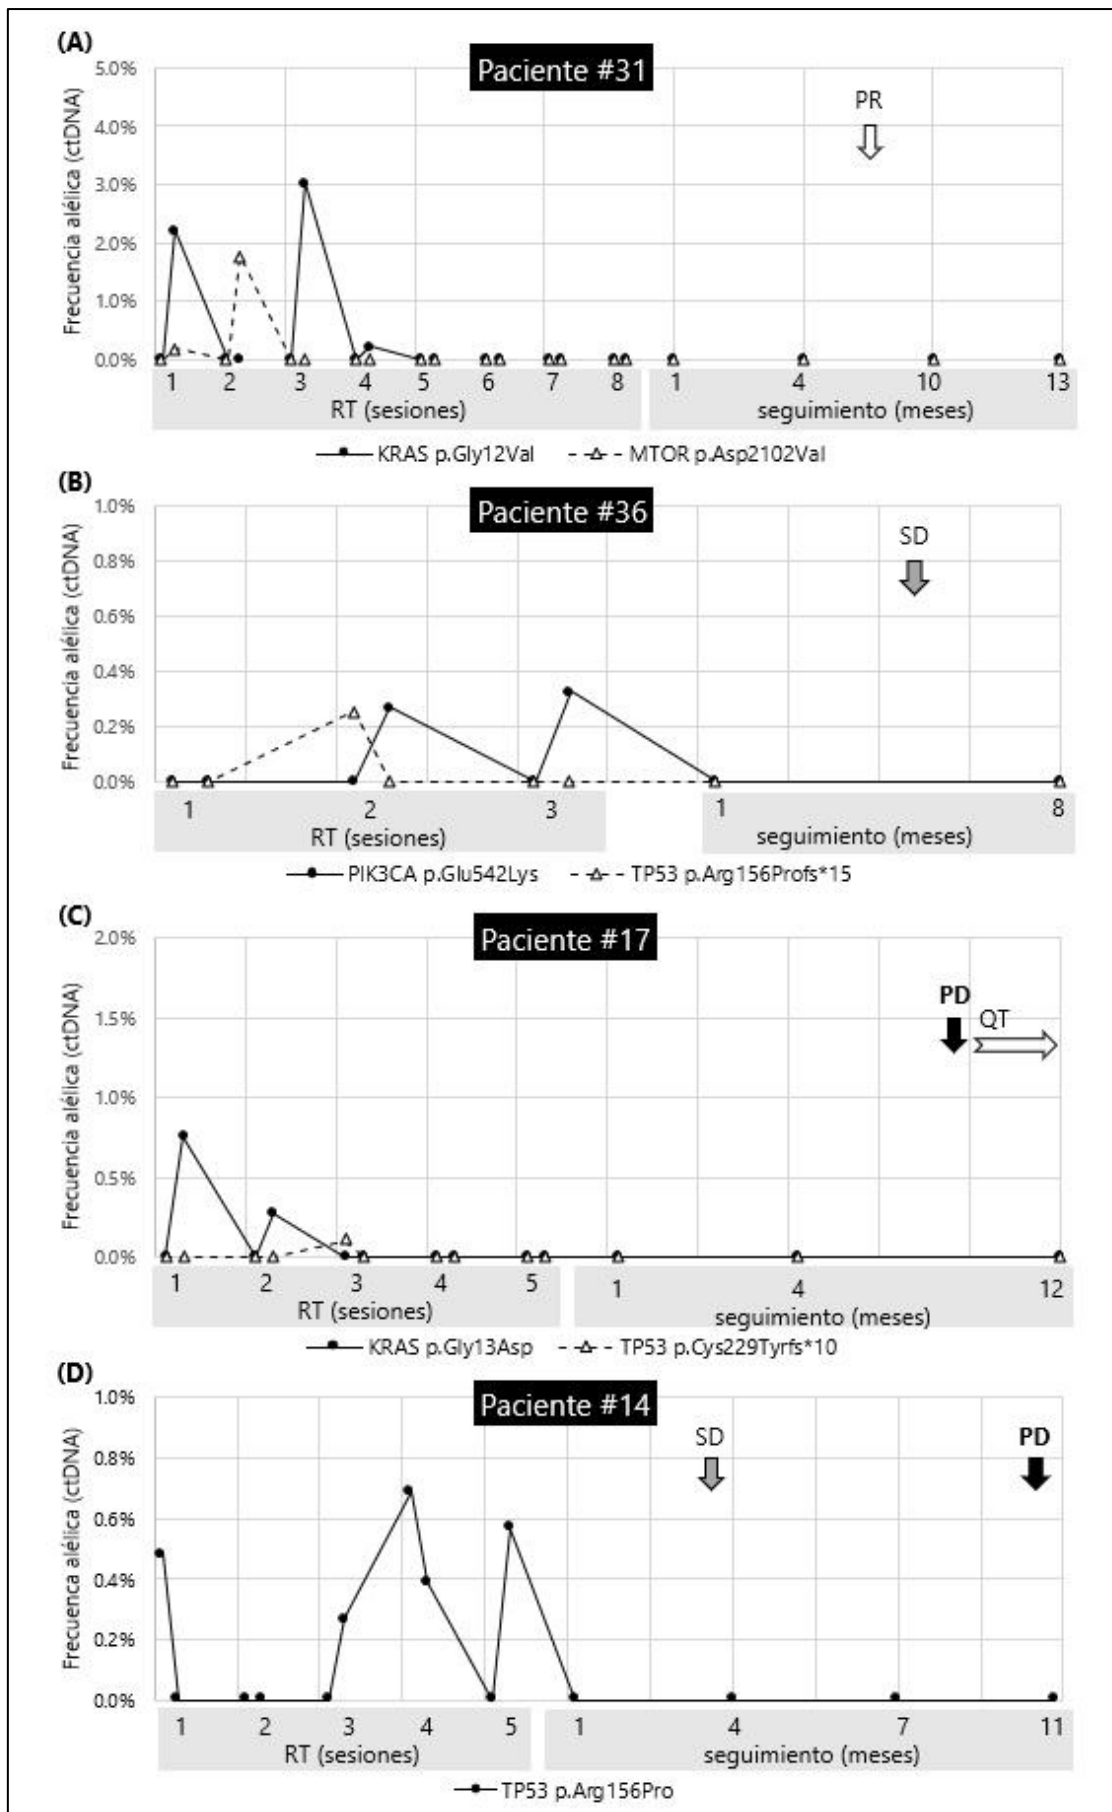 (A)
Paciente #31
Frecuencia alélica (ctDNA)
5.0%
4.0%
3.0%
2.0%
1.0%
0.0%
PR
1 2 3 4 5 6 7 8 1 4 10 13
RT (sesiones) seguimiento (meses)
KRAS p.Gly12Val MTOR p.Asp2102Val
(B)
Paciente #36
Frecuencia alélica (ctDNA)
1.0%
0.8%
0.6%
0.4%
0.2%
0.0%
SD
1 2 3 1 8
RT (sesiones) seguimiento (meses)
PIK3CA p.Glu542Lys TP53 p.Arg156Profs*15
(C)
Paciente #17
Frecuencia alélica (ctDNA)
2.0%
1.5%
1.0%
0.5%
0.0%
PD
QT
1 2 3 4 5 1 4 12
RT (sesiones) seguimiento (meses)
KRAS p.Gly13Asp TP53 p.Cys229Tyrfs*10
(D)
Paciente #14
Frecuenca alélica (ctDNA)
1.0%
0.8%
0.6%
0.4%
0.2%
0.0%
SD PD
1 2 3 4 5 1 4 7 11
RT (sesiones) seguimiento (meses)
TP53 p.Arg156Pro